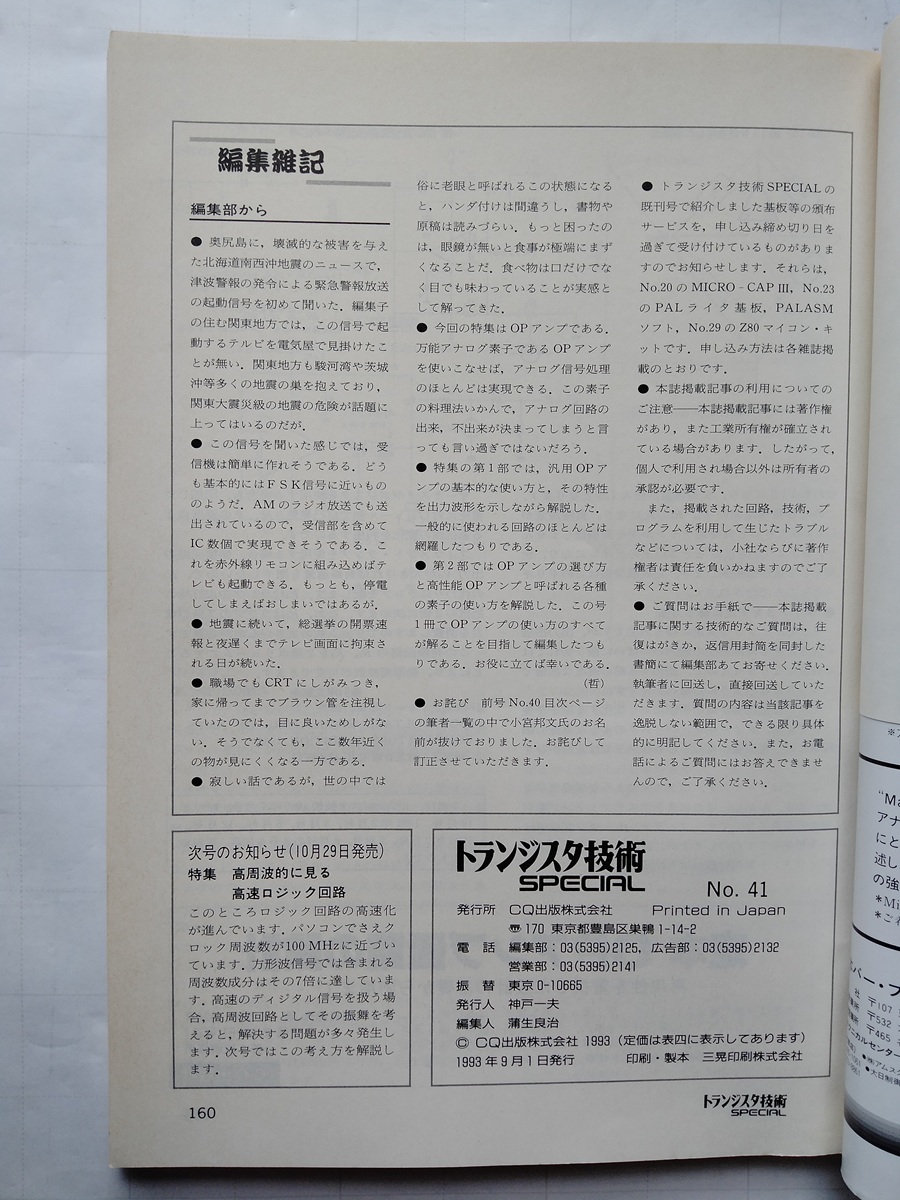 編集雑記
編集部から
● 奥尻島に，壊滅的な被害を与え
た北海道南西沖地震のニュースで，
津波警報の発令による緊急警報放送
の起動信号を初めて聞いた．編集子
の住む関東地方では，この信号で起
動するテルビを電気屋で見掛けたこ
とが無い．関東地方も駿河湾や茨城
沖等多くの地震の巣を抱えており，
関東大震災級の地震の危険が話題に
上ってはいるのだが．
● この信号を聞いた感じでは，受
信機は簡単に作れそうである．どう
も基本的にはＦＳＫ信号に近いもの
のようだ．AMのラジオ放送でも送
出されているので，受信部を含めて
IC数個で実現できそうである．こ
れを赤外線リモコンに組み込めばテ
レビも起動できる．もっとも，停電
してしまえばおしまいではあるが．
● 地震に続いて，総選挙の開票速
報と夜遅くまでテレビ画面に拘束さ
れる日が続いた．
● 職場でもCRTにしがみつき，
家に帰ってまでブラウン管を注視し
ていたのでは，目に良いためしがな
い．そうでなくても，ここ数年近く
の物が見にくくなる一方である．
● 寂しい話であるが，世の中では
俗に老眼と呼ばれるこの状態になる
と，ハンダ付けは間違うし，書物や
原稿は読みづらい．もっと困ったの
は，眼鏡が無いと食事が極端にまず
くなることだ．食べ物は口だけでな
く目でも味わっていることが実感と
して解ってきた．
● 今回の特集はOPアンプである．
万能アナログ素子であるOPアンプ
を使いこなせば，アナログ信号処理
のほとんどは実現できる．この素子
の料理法いかんで，アナログ回路の
出来，不出来が決まってしまうと言
っても言い過ぎではないだろう．
● 特集の第1部では，汎用OPア
ンプの基本的な使い方と，その特性
を出力波形を示しながら解説した．
一般的に使われる回路のほとんどは
網羅したつもりである．
● 第2部ではOPアンプの選び方
と高性能OPアンプと呼ばれる各種
の素子の使い方を解説した．この号
1冊でOPアンプの使い方のすべて
が解ることを目指して編集したつも
りである．お役に立てば幸いである．
（哲）
● お詫び　前号No.40目次ページ
の筆者一覧の中で小宮邦文氏のお名
前が抜けておりました．お詫びして
訂正させていただきます．
● トランジスタ技術SPECIALの
既刊号で紹介しました基板等の頒布
サービスを，申し込み締め切り日を
過ぎて受け付けているものがありま
すのでお知らせします．それらは，
No.20のMICRO-CAP III，No.23
のPALライタ基板，PALASM
ソフト，No.29のZ80マイコン・キ
ットです．申し込み方法は各雑誌掲
載のとおりです．
● 本誌掲載記事の利用についての
ご注意――本誌掲載記事には著作権
があり，また工業所有権が確立され
ている場合があります．したがって，
個人で利用され場合以外は所有者の
承認が必要です．
また，掲載された回路，技術，プ
ログラムを利用して生じたトラブル
などについては，小社ならびに著作
権者は責任を負いかねますのでご了
承ください．
● ご質問はお手紙で――本誌掲載
記事に関する技術的なご質問は，往
復はがきか，返信用封筒を同封した
書簡にて編集部あてお寄せください．
執筆者に回送し，直接回送していた
だきます．質問の内容は当該記事を
逸脱しない範囲で，できる限り具体
的に明記してください．また，お電
話によるご質問にはお答えできませ
んので，ご了承ください．
次号のお知らせ（10月29日発売）
特集　高周波的に見る
高速ロジック回路
このところロジック回路の高速化
が進んでいます．パソコンでさえク
ロック周波数が100 MHzに近づい
ています．方形波信号では含まれる
周波数成分はその7倍に達していま
す．高速のディジタル信号を扱う場
合，高周波回路としてその振舞を考
えると，解決する問題が多々発生し
ます．次号ではこの考え方を解説し
ます．
トランジスタ技術
SPECIAL
No. 41
発行所　CQ出版株式会社　Printed in Japan
〠170 東京都豊島区巣鴨1-14-2
電　話　編集部：03(5395)2125，広告部：03(5395)2132
営業部：03(5395)2141
振　替　東京0-10665
発行人　神戸一夫
編集人　蒲生良治
© CQ出版株式会社 1993（定価は表四に表示してあります）
1993年9月1日発行　印刷・製本　三晃印刷株式会社
160
トランジスタ技術
SPECIAL
"Ma
アナ
にと
述し
の強
*Mi
*ご
バー・フ
社 〒107
〒532
〒465
ニカルセンター
●㈱アムス
●大日制御